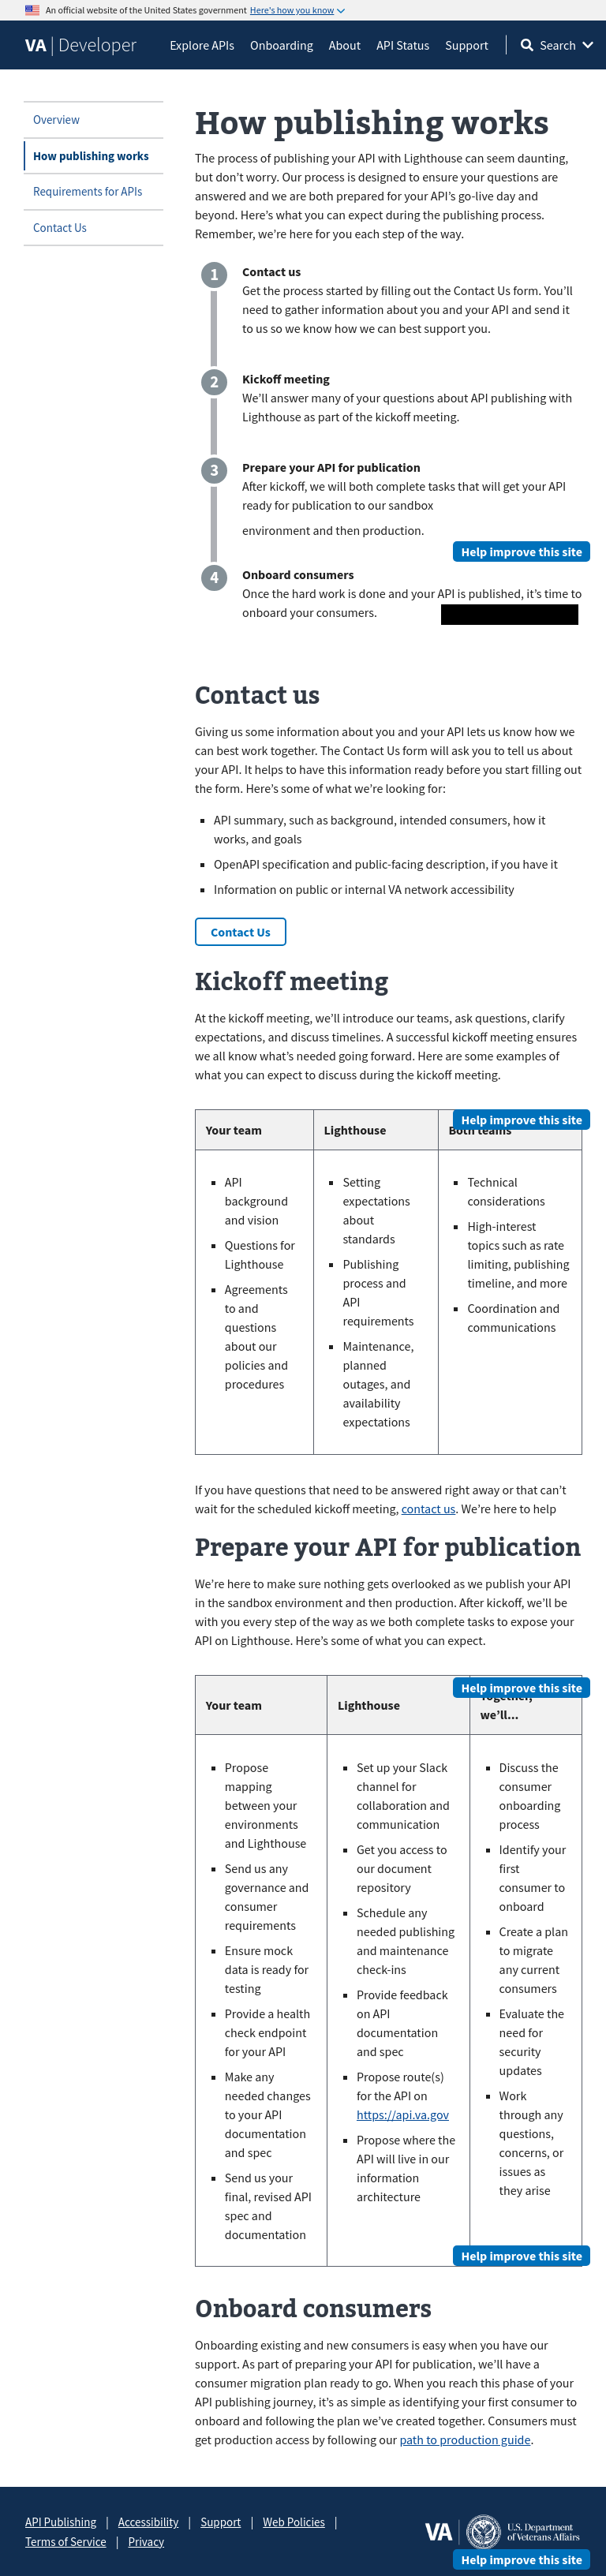 An official website of the United States government Here's how you know
VA | Developer
Explore APIs
Onboarding
About
API Status
Support
Search
Overview
How publishing works
Requirements for APIs
Contact Us
How publishing works
The process of publishing your API with Lighthouse can seem daunting,
but don’t worry. Our process is designed to ensure your questions are
answered and we are both prepared for your API’s go-live day and
beyond. Here’s what you can expect during the publishing process.
Remember, we’re here for you each step of the way.
1
Contact us
Get the process started by filling out the Contact Us form. You’ll
need to gather information about you and your API and send it
to us so we know how we can best support you.
2
Kickoff meeting
We’ll answer many of your questions about API publishing with
Lighthouse as part of the kickoff meeting.
3
Prepare your API for publication
After kickoff, we will both complete tasks that will get your API
ready for publication to our sandbox
environment and then production.
Help improve this site
4
Onboard consumers
Once the hard work is done and your API is published, it’s time to
onboard your consumers.
Contact us
Giving us some information about you and your API lets us know how we
can best work together. The Contact Us form will ask you to tell us about
your API. It helps to have this information ready before you start filling out
the form. Here’s some of what we’re looking for:
API summary, such as background, intended consumers, how it
works, and goals
OpenAPI specification and public-facing description, if you have it
Information on public or internal VA network accessibility
Contact Us
Kickoff meeting
At the kickoff meeting, we’ll introduce our teams, ask questions, clarify
expectations, and discuss timelines. A successful kickoff meeting ensures
we all know what’s needed going forward. Here are some examples of
what you can expect to discuss during the kickoff meeting.
Help improve this site
Your team
Lighthouse
Both teams
API
background
and vision
Questions for
Lighthouse
Agreements
to and
questions
about our
policies and
procedures
Setting
expectations
about
standards
Publishing
process and
API
requirements
Maintenance,
planned
outages, and
availability
expectations
Technical
considerations
High-interest
topics such as rate
limiting, publishing
timeline, and more
Coordination and
communications
If you have questions that need to be answered right away or that can’t
wait for the scheduled kickoff meeting, contact us. We’re here to help
Prepare your API for publication
We’re here to make sure nothing gets overlooked as we publish your API
in the sandbox environment and then production. After kickoff, we’ll be
with you every step of the way as we both complete tasks to expose your
API on Lighthouse. Here’s some of what you can expect.
Help improve this site
Your team
Lighthouse
Together,
we’ll...
Propose
mapping
between your
environments
and Lighthouse
Send us any
governance and
consumer
requirements
Ensure mock
data is ready for
testing
Provide a health
check endpoint
for your API
Make any
needed changes
to your API
documentation
and spec
Send us your
final, revised API
spec and
documentation
Set up your Slack
channel for
collaboration and
communication
Get you access to
our document
repository
Schedule any
needed publishing
and maintenance
check-ins
Provide feedback
on API
documentation
and spec
Propose route(s)
for the API on
https://api.va.gov
Propose where the
API will live in our
information
architecture
Discuss the
consumer
onboarding
process
Identify your
first
consumer to
onboard
Create a plan
to migrate
any current
consumers
Evaluate the
need for
security
updates
Work
through any
questions,
concerns, or
issues as
they arise
Help improve this site
Onboard consumers
Onboarding existing and new consumers is easy when you have our
support. As part of preparing your API for publication, we’ll have a
consumer migration plan ready to go. When you reach this phase of your
API publishing journey, it’s as simple as identifying your first consumer to
onboard and following the plan we’ve created together. Consumers must
get production access by following our path to production guide.
API Publishing | Accessibility | Support | Web Policies |
Terms of Service | Privacy
VA
U.S. Department
of Veterans Affairs
Help improve this site